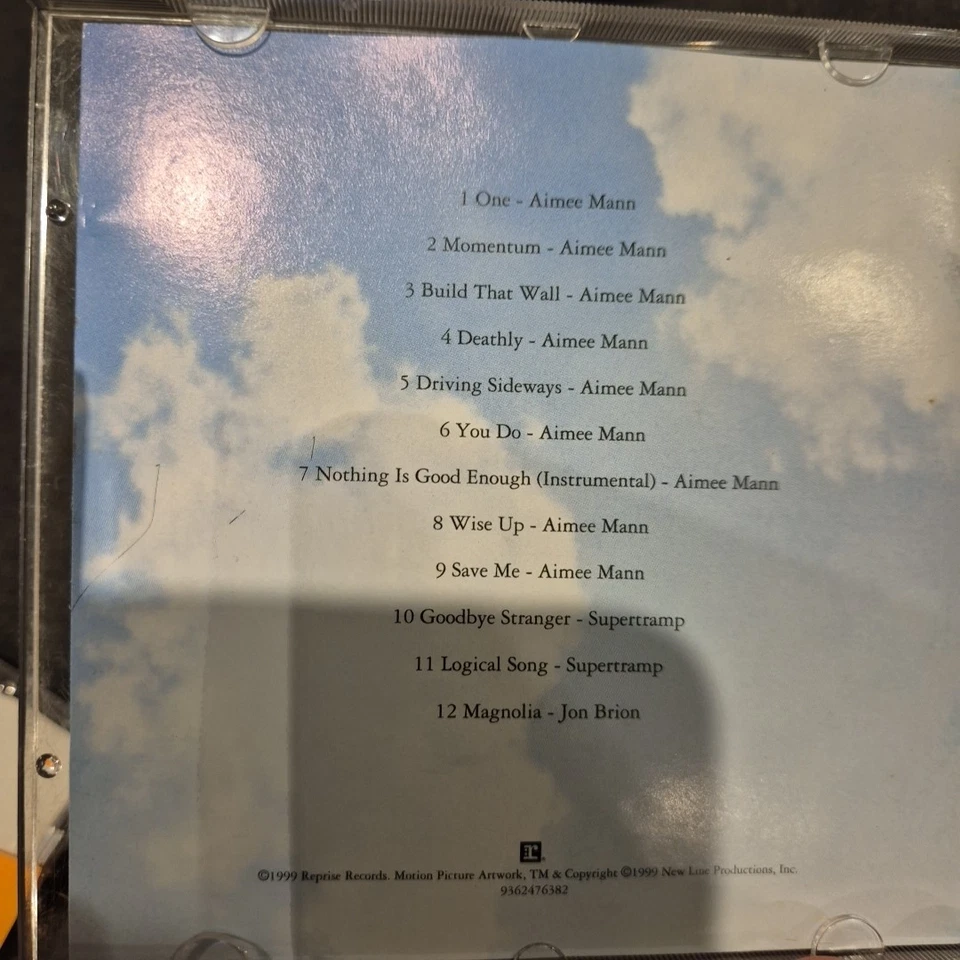 1 One - Aimee Mann
2 Momentum - Aimee Mann
3 Build That Wall - Aimee Mann
4 Deathly - Aimee Mann
5 Driving Sideways - Aimee Mann
6 You Do - Aimee Mann
7 Nothing Is Good Enough (Instrumental) - Aimee Mann
8 Wise Up - Aimee Mann
9 Save Me - Aimee Mann
10 Goodbye Stranger - Supertramp
11 Logical Song - Supertramp
12 Magnolia - Jon Brion
r
©1999 Reprise Records. Motion Picture Artwork, TM & Copyright ©1999 New Line Productions, Inc.
9362476382